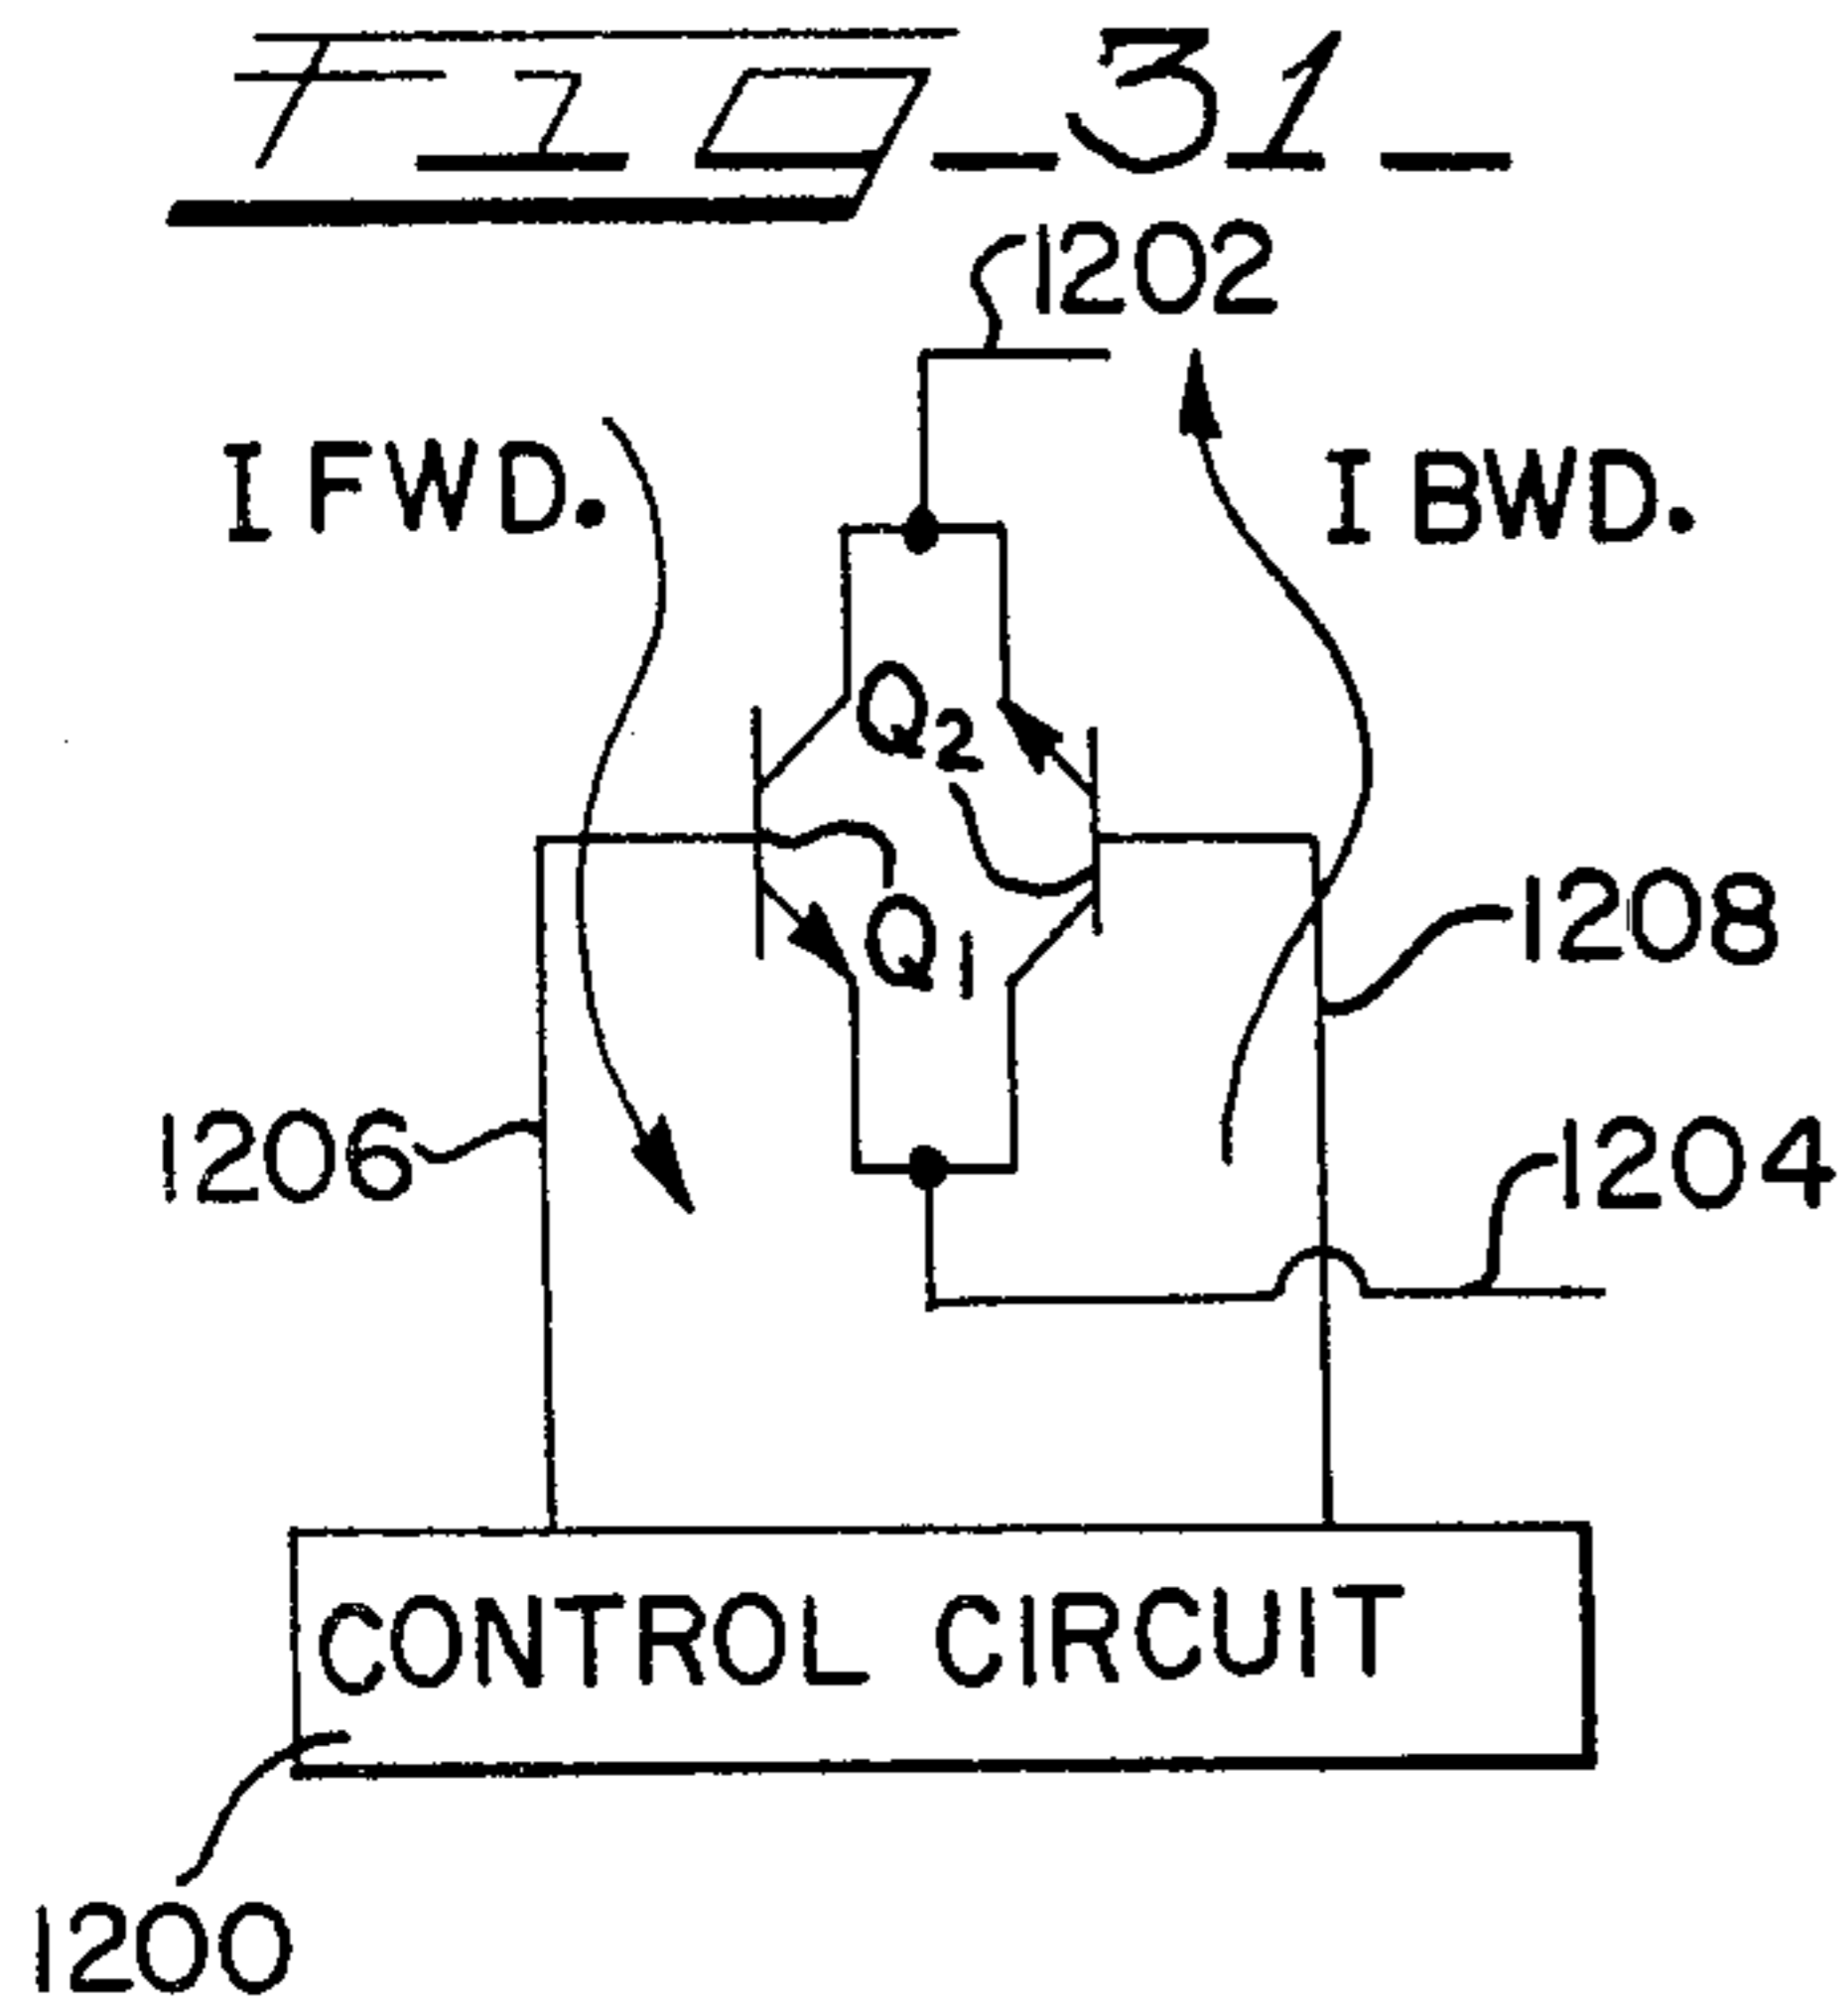 Fig_31_
1202
I FWD.
I BWD.
Q2
Q1
1208
1206
1204
CONTROL CIRCUIT
1200